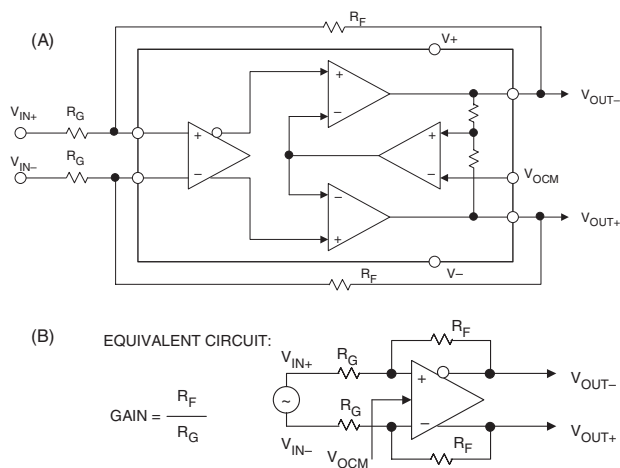 (A)
R_F
V+
V_IN+
R_G
+
+
−
V_OUT−
V_IN−
R_G
−
+
−
V_OCM
−
+
V_OUT+
R_F
V−
(B)
EQUIVALENT CIRCUIT:
R_F
V_IN+
R_G
+
V_OUT−
GAIN = R_F / R_G
~
R_G
−
V_OUT+
V_IN−
V_OCM
R_F